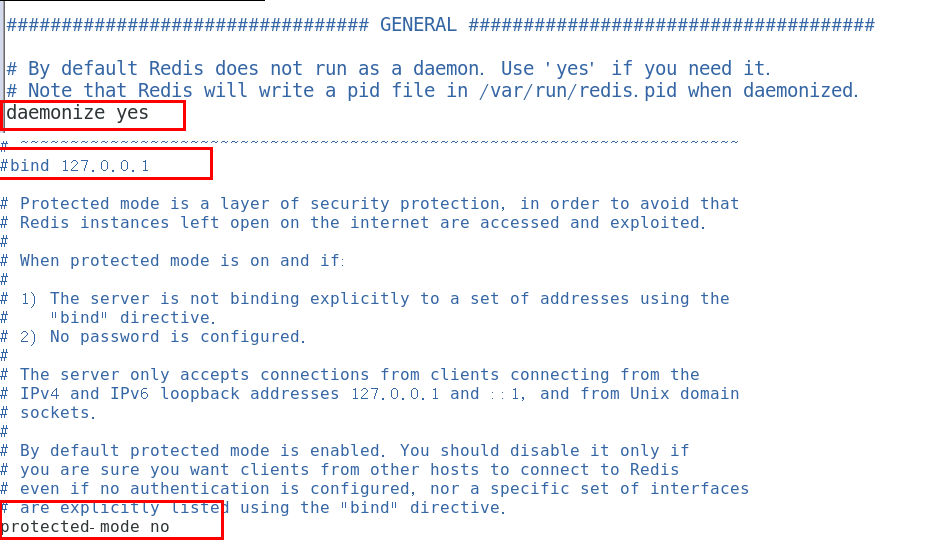 ################################# GENERAL #####################################
# By default Redis does not run as a daemon. Use 'yes' if you need it.
# Note that Redis will write a pid file in /var/run/redis.pid when daemonized.
daemonize yes
# ~~~~~~~~~~~~~~~~~~~~~~~~~~~~~~~~~~~~~~~~~~~~~~~~~~~~~~~~~~~~~~~~~~~~~~~~
#bind 127.0.0.1
# Protected mode is a layer of security protection, in order to avoid that
# Redis instances left open on the internet are accessed and exploited.
#
# When protected mode is on and if:
#
# 1) The server is not binding explicitly to a set of addresses using the
#    "bind" directive.
# 2) No password is configured.
#
# The server only accepts connections from clients connecting from the
# IPv4 and IPv6 loopback addresses 127.0.0.1 and ::1, and from Unix domain
# sockets.
#
# By default protected mode is enabled. You should disable it only if
# you are sure you want clients from other hosts to connect to Redis
# even if no authentication is configured, nor a specific set of interfaces
# are explicitly listed using the "bind" directive.
protected-mode no